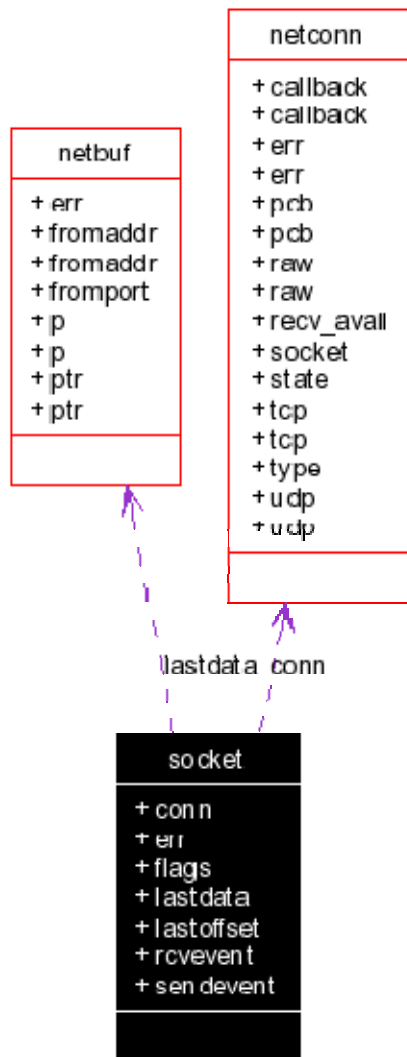 netconn
+ callback
+ callback
+ err
+ err
+ pcb
+ pcb
+ raw
+ raw
+ recv_avail
+ socket
+ state
+ tcp
+ tcp
+ type
+ udp
+ udp
netbuf
+ err
+ fromaddr
+ fromaddr
+ fromport
+ p
+ p
+ ptr
+ ptr
lastdata conn
socket
+ conn
+ err
+ flags
+ lastdata
+ lastoffset
+ rcvevent
+ sendevent